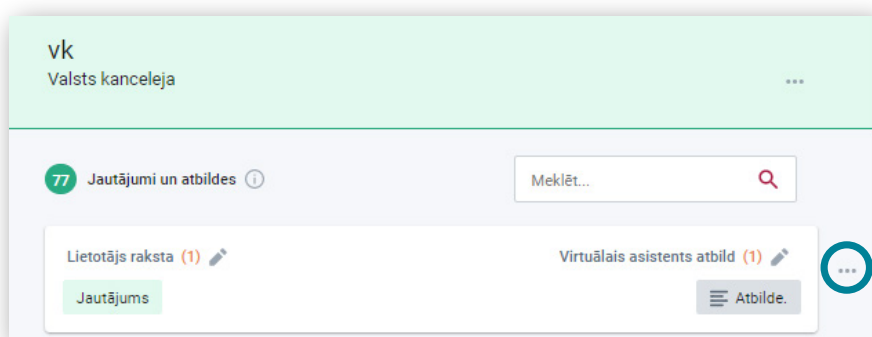 vk
Valsts kanceleja
77 Jautājumi un atbildes
Meklēt...
Lietotājs raksta (1)
Virtuālais asistents atbild (1)
Jautājums
Atbilde.